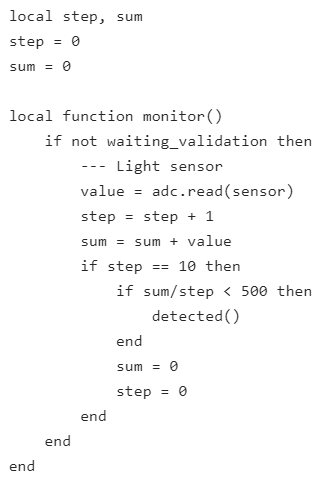 local step, sum
step = 0
sum = 0

local function monitor()
    if not waiting_validation then
        --- Light sensor
        value = adc.read(sensor)
        step = step + 1
        sum = sum + value
        if step == 10 then
            if sum/step < 500 then
                detected()
            end
            sum = 0
            step = 0
        end
    end
end